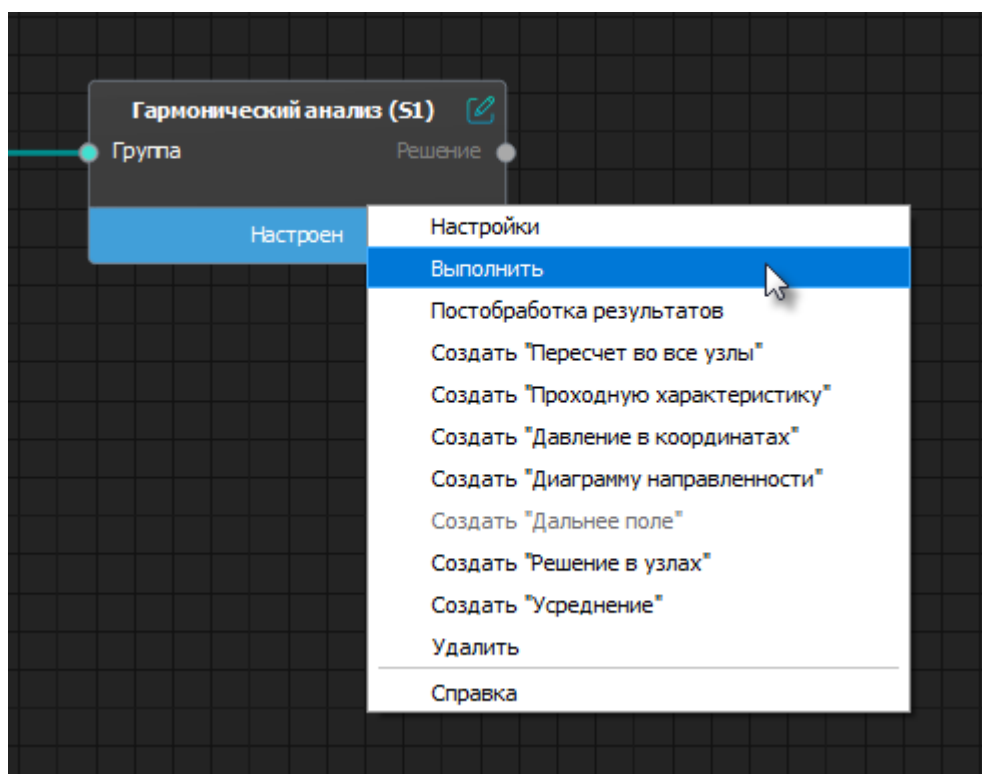 Гармонический анализ (S1)
Группа Решение
Настроен
Настройки
Выполнить
Постобработка результатов
Создать "Пересчет во все узлы"
Создать "Проходную характеристику"
Создать "Давление в координатах"
Создать "Диаграмму направленности"
Создать "Дальнее поле"
Создать "Решение в узлах"
Создать "Усреднение"
Удалить
Справка